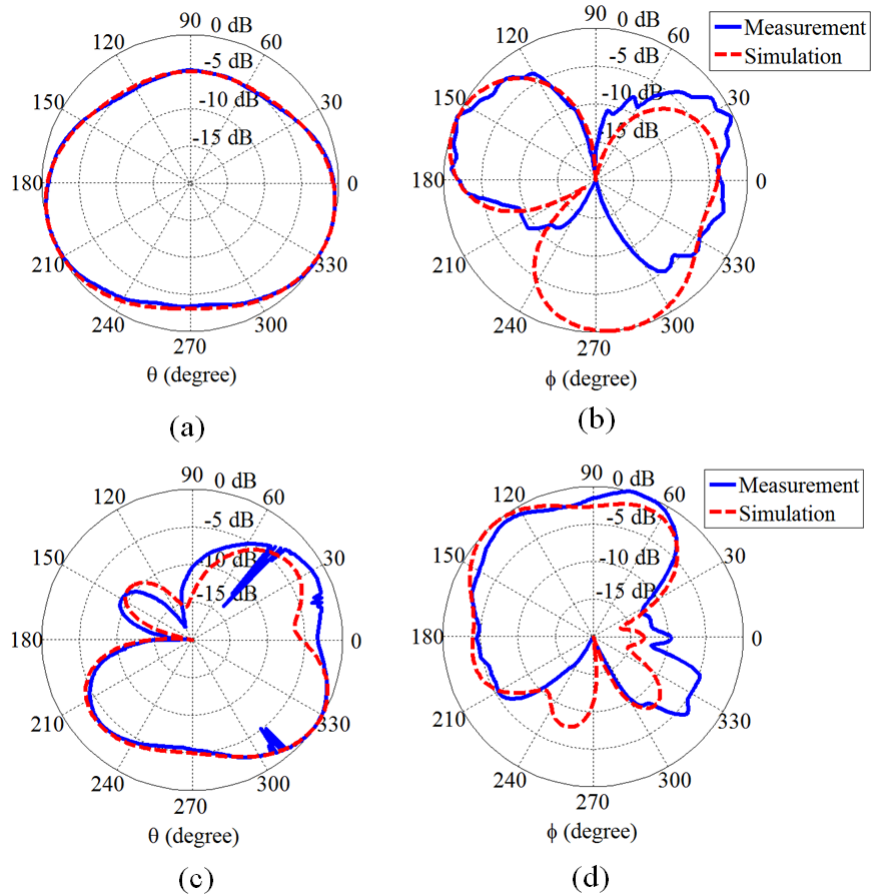 90
0 dB
120
60
-5 dB
150
30
-10 dB
-15 dB
180
0
210
330
240
300
270
θ (degree)
(a)
90
0 dB
Measurement
Simulation
120
60
-5 dB
150
30
-10 dB
15 dB
180
0
210
330
240
300
270
ϕ (degree)
(b)
90
0 dB
120
60
-5 dB
150
30
-10 dB
-15 dB
180
0
210
330
240
300
270
θ (degree)
(c)
90
0 dB
Measurement
Simulation
120
60
-5 dB
150
30
-10 dB
-15 dB
180
0
210
330
240
300
270
ϕ (degree)
(d)